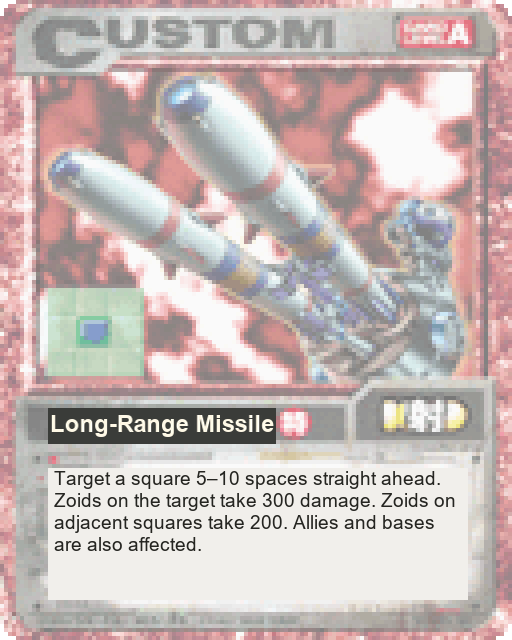 CUSTOM
A
Long-Range Missile
Target a square 5–10 spaces straight ahead.
Zoids on the target take 300 damage. Zoids on
adjacent squares take 200. Allies and bases
are also affected.